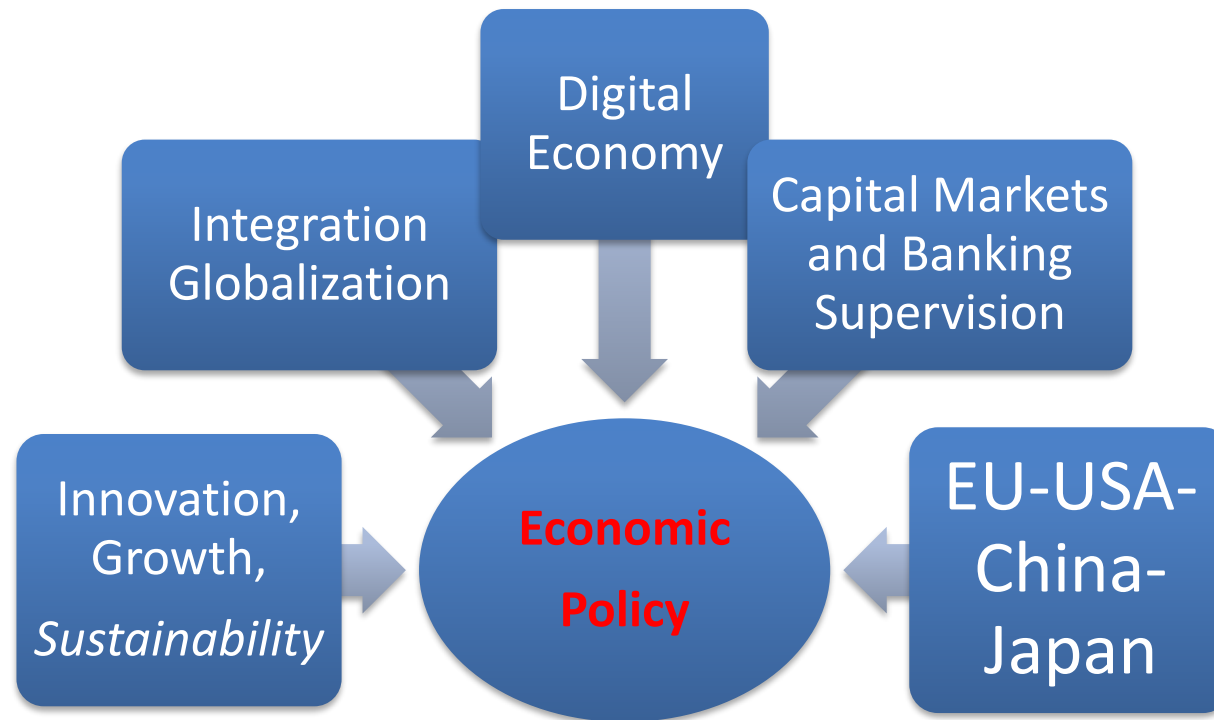 Digital
Economy
Integration
Globalization
Capital Markets
and Banking
Supervision
Innovation,
Growth,
Sustainability
Economic
Policy
EU-USA-
China-
Japan